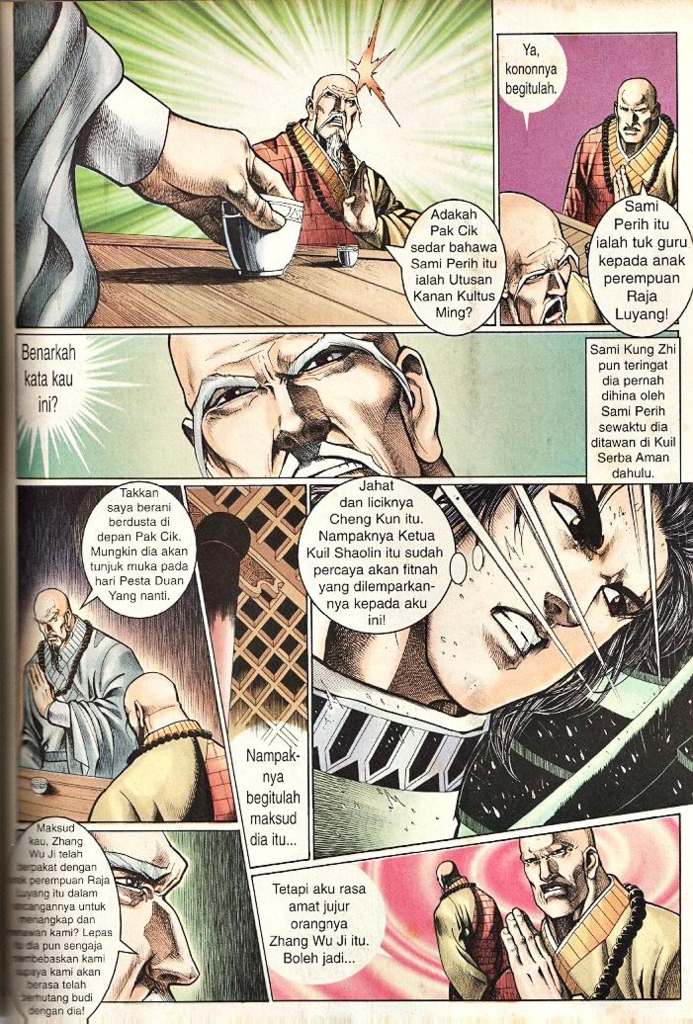 Adakah
Pak Cik
sedar bahawa
Sami Perih itu
ialah Utusan
Kanan Kultus
Ming?
Ya,
kononnya
begitulah.
Sami
Perih itu
ialah tuk guru
kepada anak
perempuan
Raja
Luyang!
Benarkah
kata kau
ini?
Sami Kung Zhi
pun teringat
dia pernah
dihina oleh
Sami Perih
sewaktu dia
ditawan di Kuil
Serba Aman
dahulu.
Takkan
saya berani
berdusta di
depan Pak Cik.
Mungkin dia akan
tunjuk muka pada
hari Pesta Duan
Yang nanti.
Jahat
dan liciknya
Cheng Kun itu.
Nampaknya Ketua
Kuil Shaolin itu sudah
percaya akan fitnah
yang dilemparkan-
nya kepada aku
ini!
Nampak-
nya
begitulah
maksud
dia itu...
Maksud
kau, Zhang
Wu Ji telah
berpakat dengan
perempuan Raja
Luyang itu dalam
untuk
menangkap dan
kami? Lepas
dia pun sengaja
membebaskan kami
supaya kami akan
berasa telah
berhutang budi
dengan dia!
Tetapi aku rasa
amat jujur
orangnya
Zhang Wu Ji itu.
Boleh jadi...